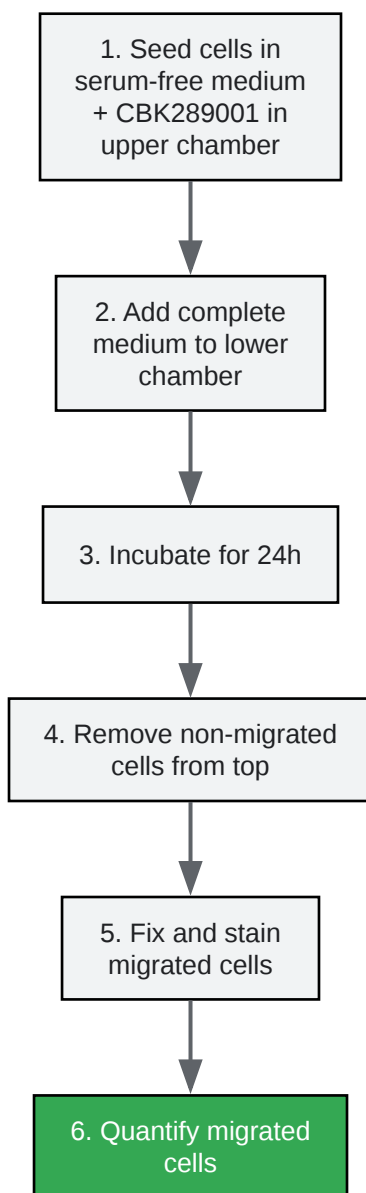 1. Seed cells in
serum-free medium
+ CBK289001 in
upper chamber
2. Add complete
medium to lower
chamber
3. Incubate for 24h
4. Remove non-migrated
cells from top
5. Fix and stain
migrated cells
6. Quantify migrated
cells